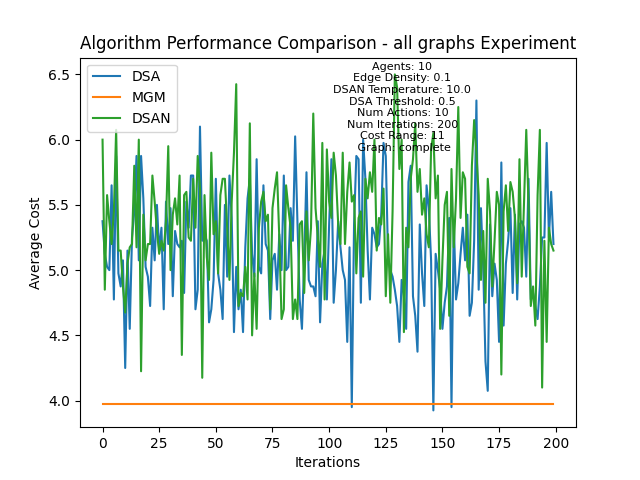 Algorithm Performance Comparison - all graphs Experiment
DSA
MGM
DSAN
Agents: 10
Edge Density: 0.1
DSAN Temperature: 10.0
DSA Threshold: 0.5
Num Actions: 10
Num Iterations: 200
Cost Range: 11
Graph: complete
Average Cost
6.5
6.0
5.5
5.0
4.5
4.0
0
25
50
75
100
125
150
175
200
Iterations